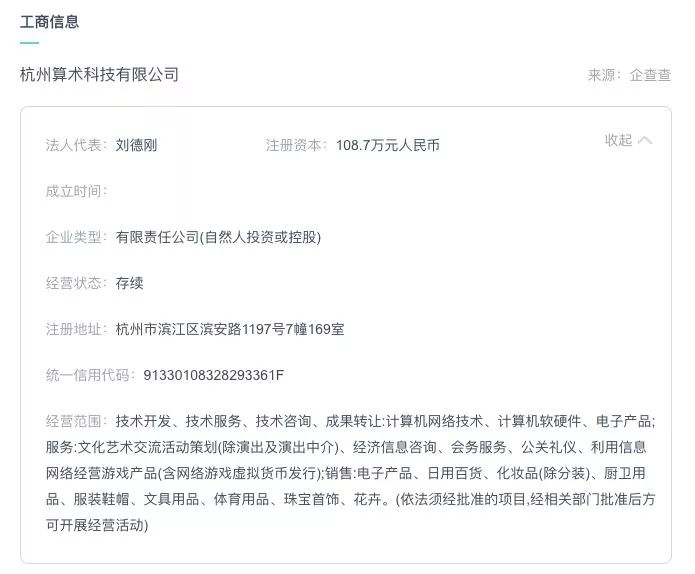 工商信息
杭州算术科技有限公司 来源：企查查
法人代表：刘德刚 注册资本：108.7万元人民币 收起
成立时间：
企业类型：有限责任公司(自然人投资或控股)
经营状态：存续
注册地址：杭州市滨江区滨安路1197号7幢169室
统一信用代码：91330108328293361F
经营范围：技术开发、技术服务、技术咨询、成果转让:计算机网络技术、计算机软硬件、电子产品;
服务:文化艺术交流活动策划(除演出及演出中介)、经济信息咨询、会务服务、公关礼仪、利用信息
网络经营游戏产品(含网络游戏虚拟货币发行);销售:电子产品、日用百货、化妆品(除分装)、厨卫用
品、服装鞋帽、文具用品、体育用品、珠宝首饰、花卉。(依法须经批准的项目,经相关部门批准后方
可开展经营活动)